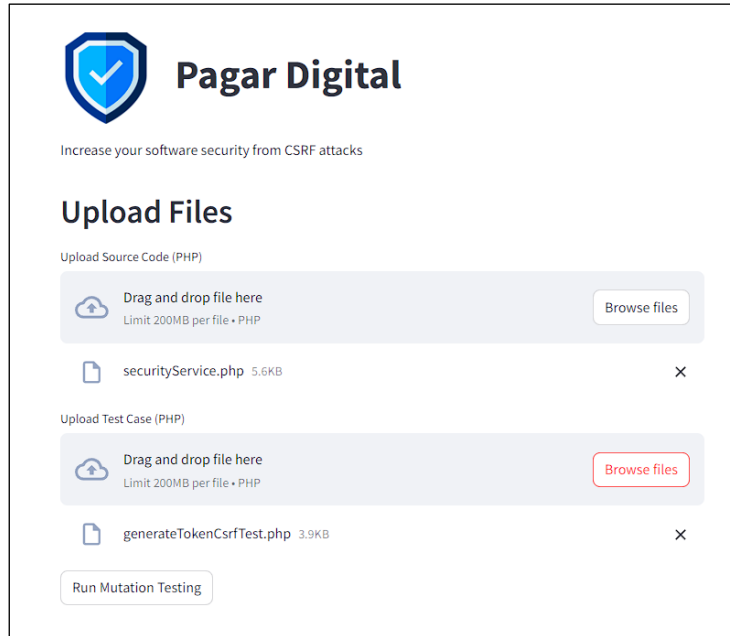 Pagar Digital
Increase your software security from CSRF attacks
Upload Files
Upload Source Code (PHP)
Drag and drop file here
Limit 200MB per file • PHP
Browse files
securityService.php 5.6KB
Upload Test Case (PHP)
Drag and drop file here
Limit 200MB per file • PHP
Browse files
generateTokenCsrfTest.php 3.9KB
Run Mutation Testing